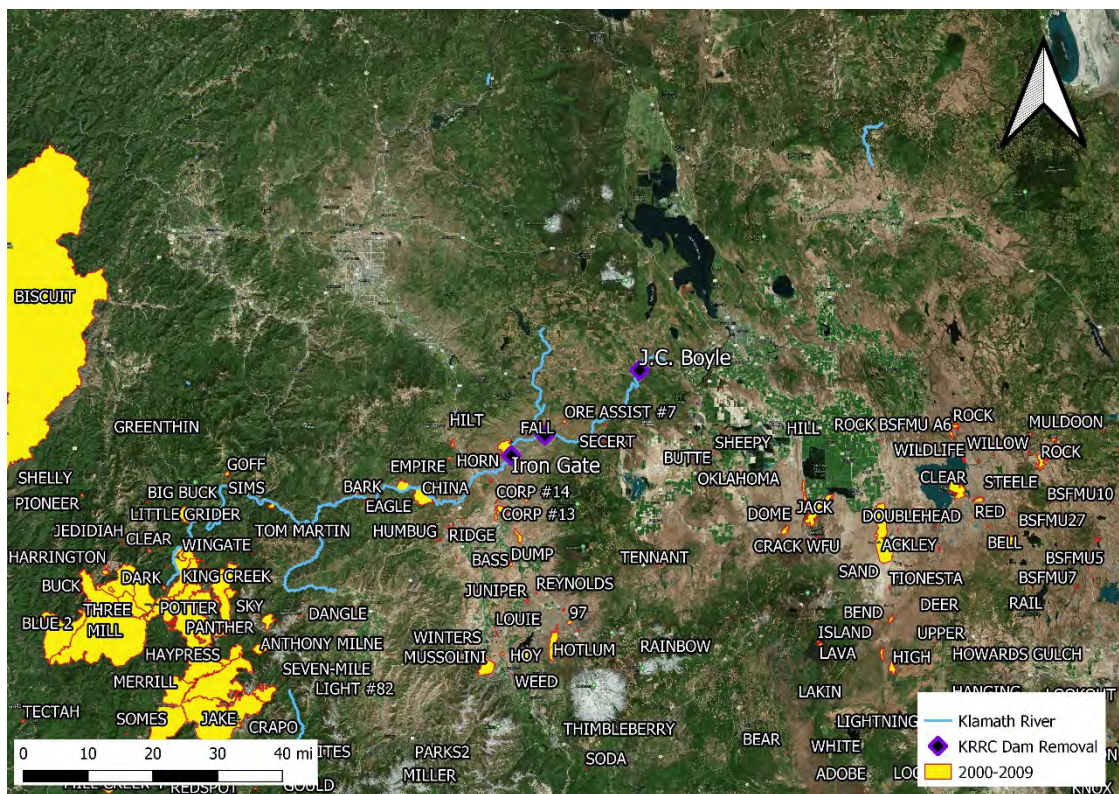 BISCUIT
J.C. Boyle
ORE ASSIST #7
HILT
FALL
SECERT
HORN
Iron Gate
GREENTHIN
EMPIRE
BUTTE
SHEEPY
HILL
ROCK
BSFMU A6
ROCK
MULDOON
WILDLIFE
WILLOW
ROCK
OKLAHOMA
CLEAR
STEELE
BSFMU10
SHELLY
GOFF
SIMS
BIG BUCK
BARK
CHINA
EAGLE
CORP #14
CORP #13
DOME
JACK
DOUBLEHEAD
RED
BSFMU27
PIONEER
LITTLE GRIDER
JEDIDIAH
CLEAR
TOM MARTIN
HUMBUG
RIDGE
CRACK WFU
ACKLEY
BELL
BSFMU5
HARRINGTON
WINGATE
BASS
DUMP
TENNANT
SAND
TIONESTA
BSFMU7
BUCK
DARK
KING CREEK
JUNIPER
REYNOLDS
DEER
RAIL
THREE
MILL
POTTER
SKY
DANGLE
LOUIE
97
BEND
BLUE 2
PANTHER
ANTHONY MILNE
WINTERS
MUSSOLINI
HOY
HOTLUM
RAINBOW
ISLAND
UPPER
LAVA
HIGH
HOWARDS GULCH
HAYPRESS
SEVEN-MILE
MERRILL
LIGHT #82
WEED
LAKIN
HANGING
LOOKOUT
TECTAH
SOMES
JAKE
CRAPO
THIMBLEBERRY
BEAR
LIGHTNING
WHITE
PARKS2
SODA
MILLER
ADOBE
REDSPOT
GOULD
KNOX
0 10 20 30 40 mi
Klamath River
KRRC Dam Removal
2000-2009